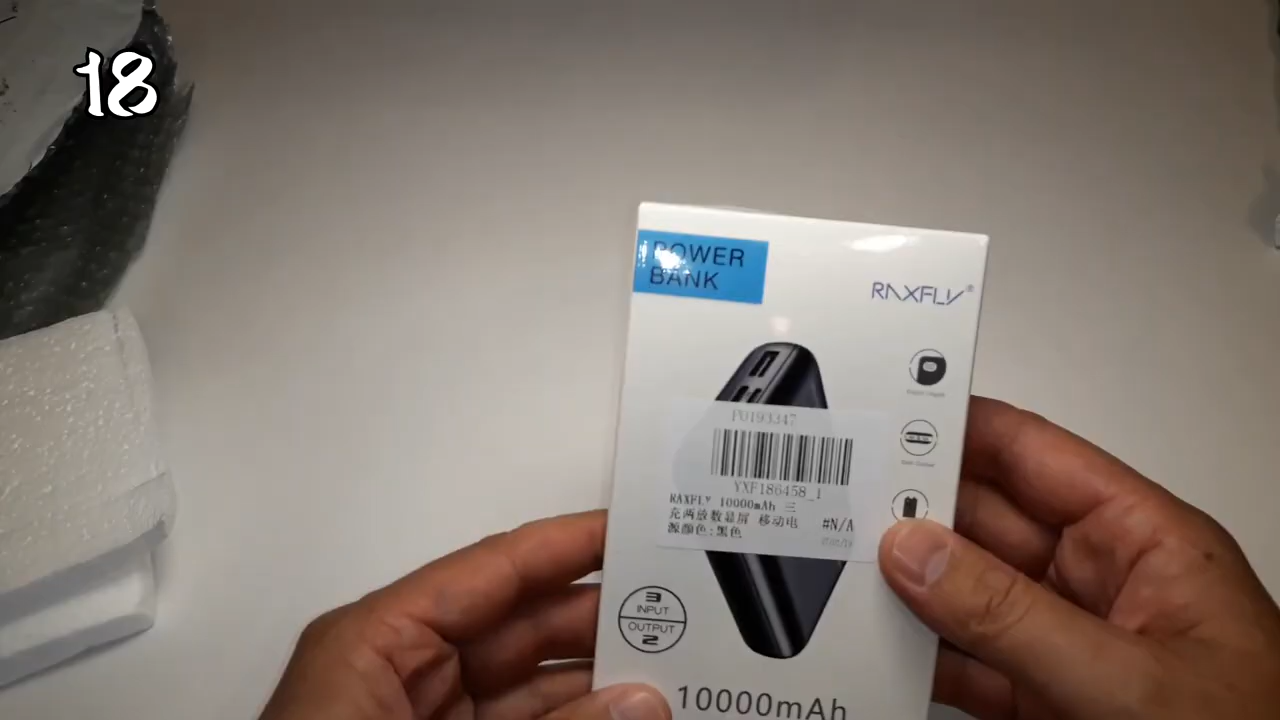 18
POWER
BANK
RAXFLY®
PU193347
YXF186458_1
RAXFLY 10000mAh 三
充两放数显屏 移动电 #N/A
源颜色:黑色
3
INPUT
OUTPUT
2
10000mAh